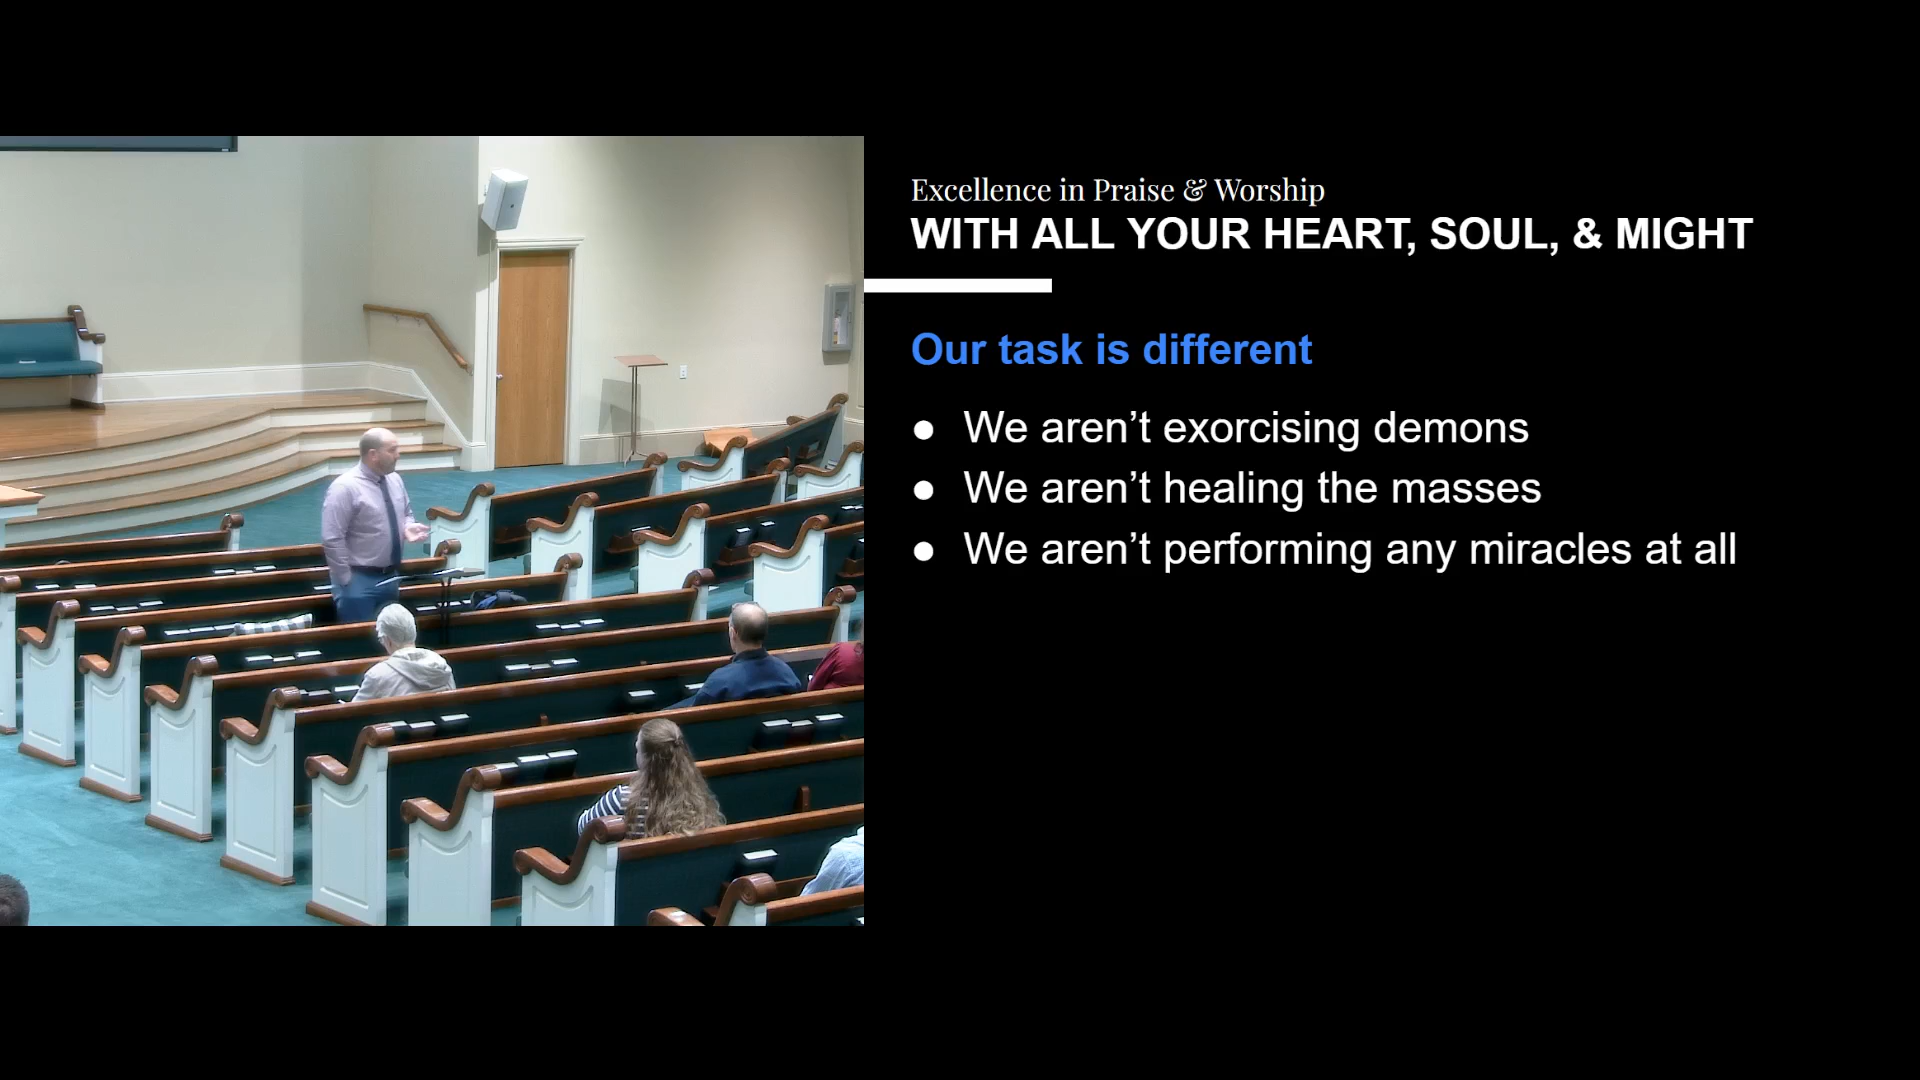 Excellence in Praise & Worship
WITH ALL YOUR HEART, SOUL, & MIGHT
Our task is different
● We aren’t exorcising demons
● We aren’t healing the masses
● We aren’t performing any miracles at all